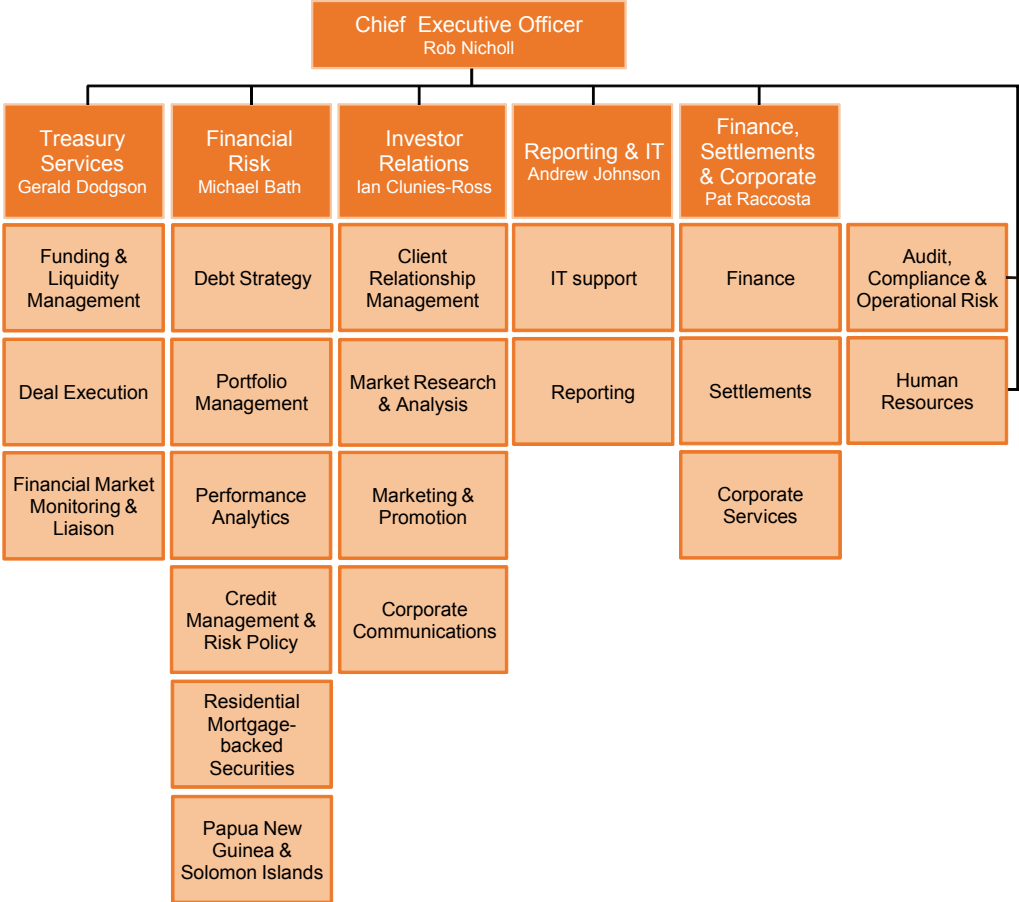 Chief Executive Officer
Rob Nicholl
Treasury
Services
Gerald Dodgson
Financial
Risk
Michael Bath
Investor
Relations
Ian Clunies-Ross
Reporting & IT
Andrew Johnson
Finance,
Settlements
& Corporate
Pat Raccosta
Funding &
Liquidity
Management
Debt Strategy
Client
Relationship
Management
IT support
Finance
Audit,
Compliance &
Operational Risk
Deal Execution
Portfolio
Management
Market Research
& Analysis
Reporting
Settlements
Human
Resources
Financial Market
Monitoring &
Liaison
Performance
Analytics
Marketing &
Promotion
Corporate
Services
Credit
Management &
Risk Policy
Corporate
Communications
Residential
Mortgage-
backed
Securities
Papua New
Guinea &
Solomon Islands